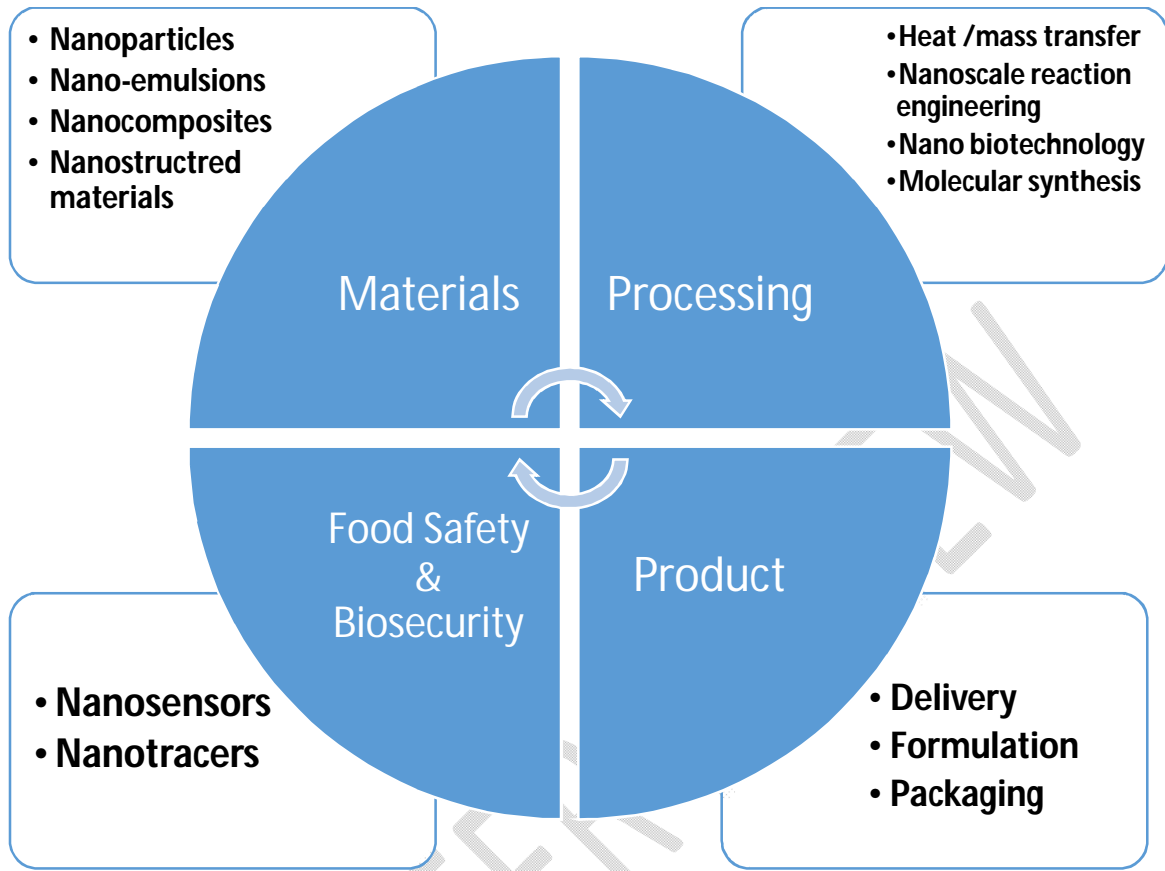 • Nanoparticles
• Nano-emulsions
• Nanocomposites
• Nanostructred
materials
•Heat /mass transfer
•Nanoscale reaction
engineering
•Nano biotechnology
•Molecular synthesis
Materials
Processing
Food Safety
&
Biosecurity
Product
• Nanosensors
• Nanotracers
• Delivery
• Formulation
• Packaging